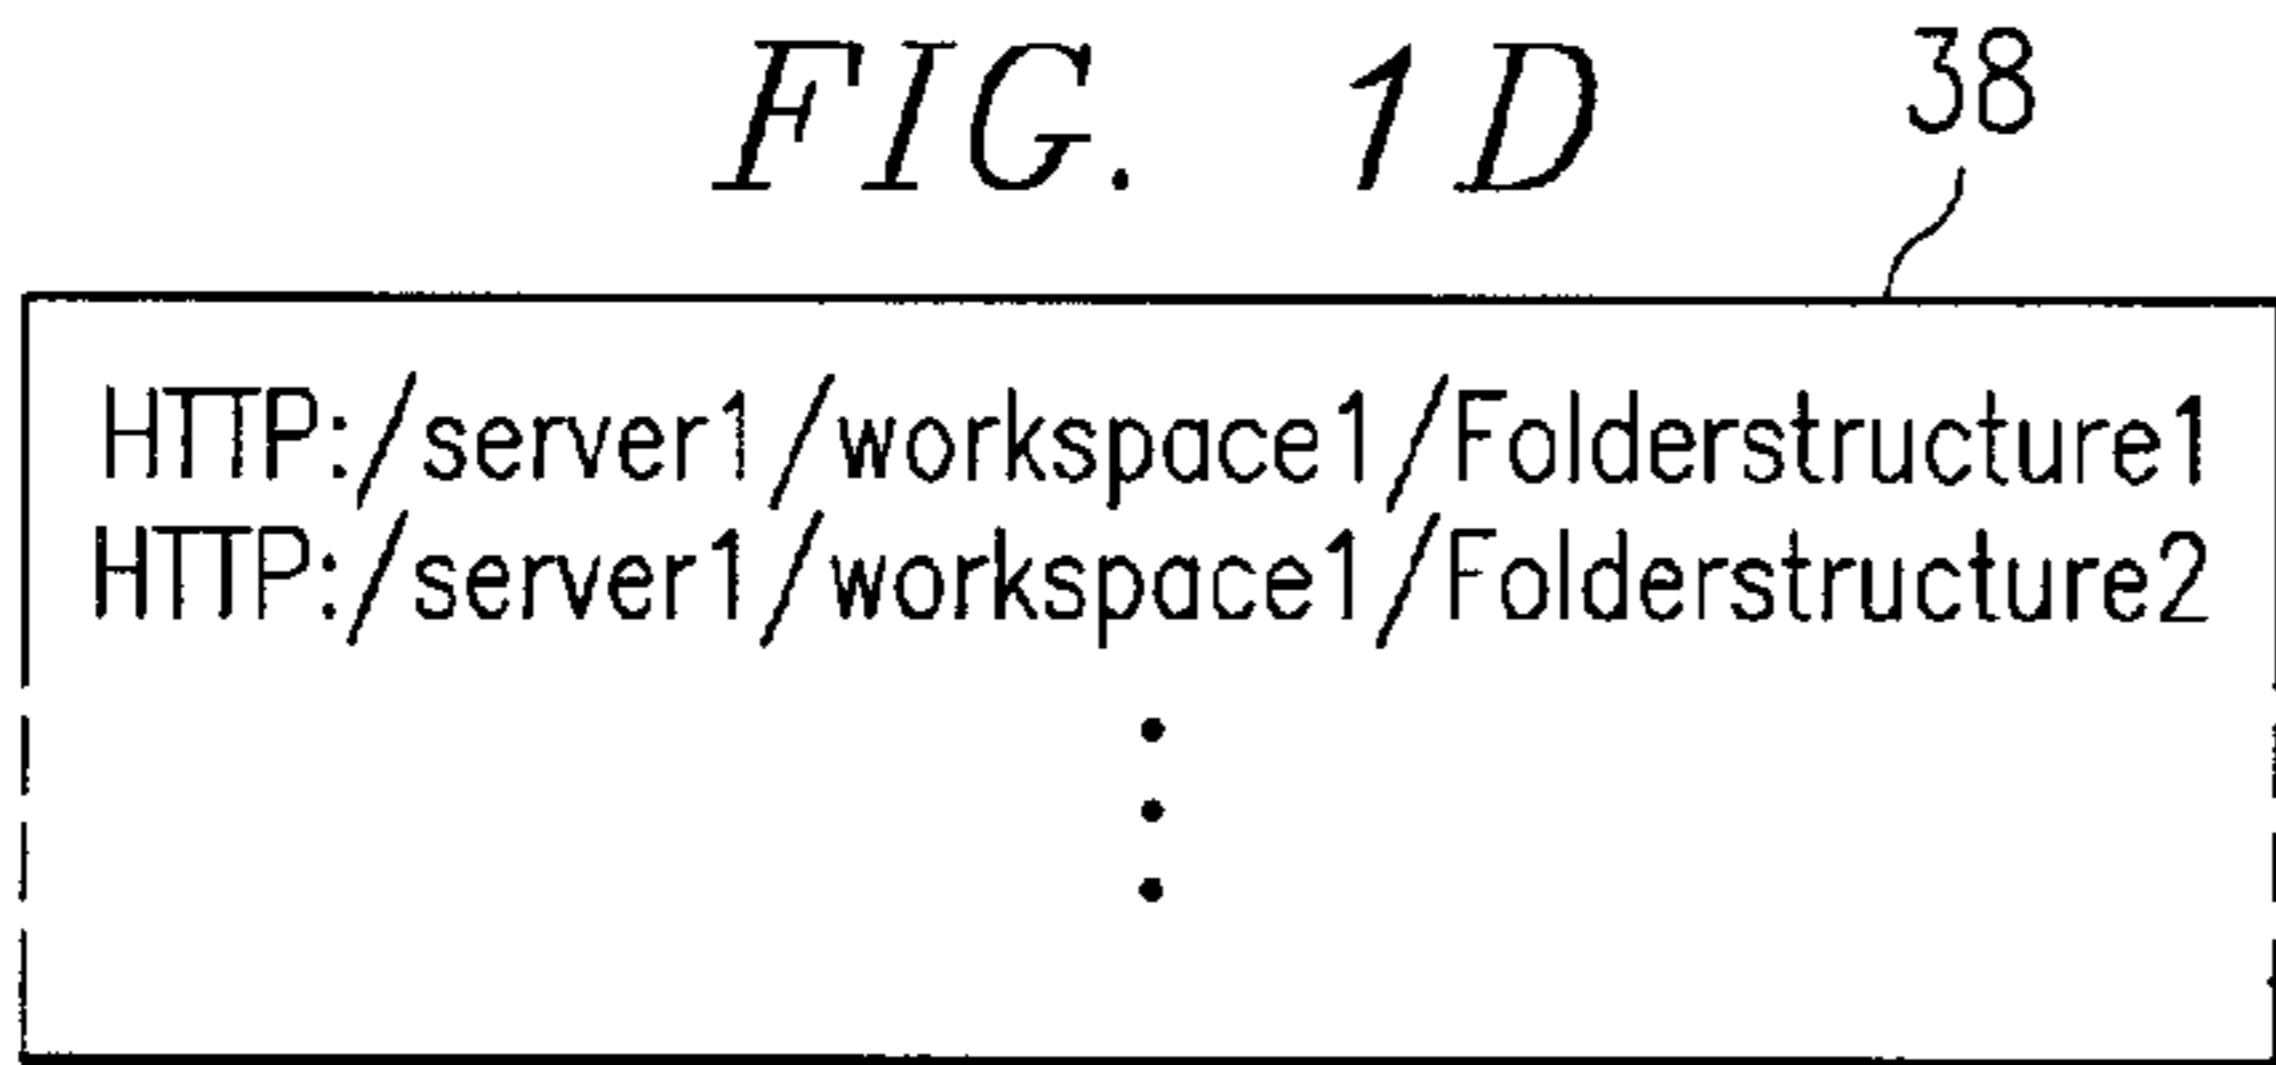 FIG. 1D
38
HTTP:/server1/workspace1/Folderstructure1
HTTP:/server1/workspace1/Folderstructure2